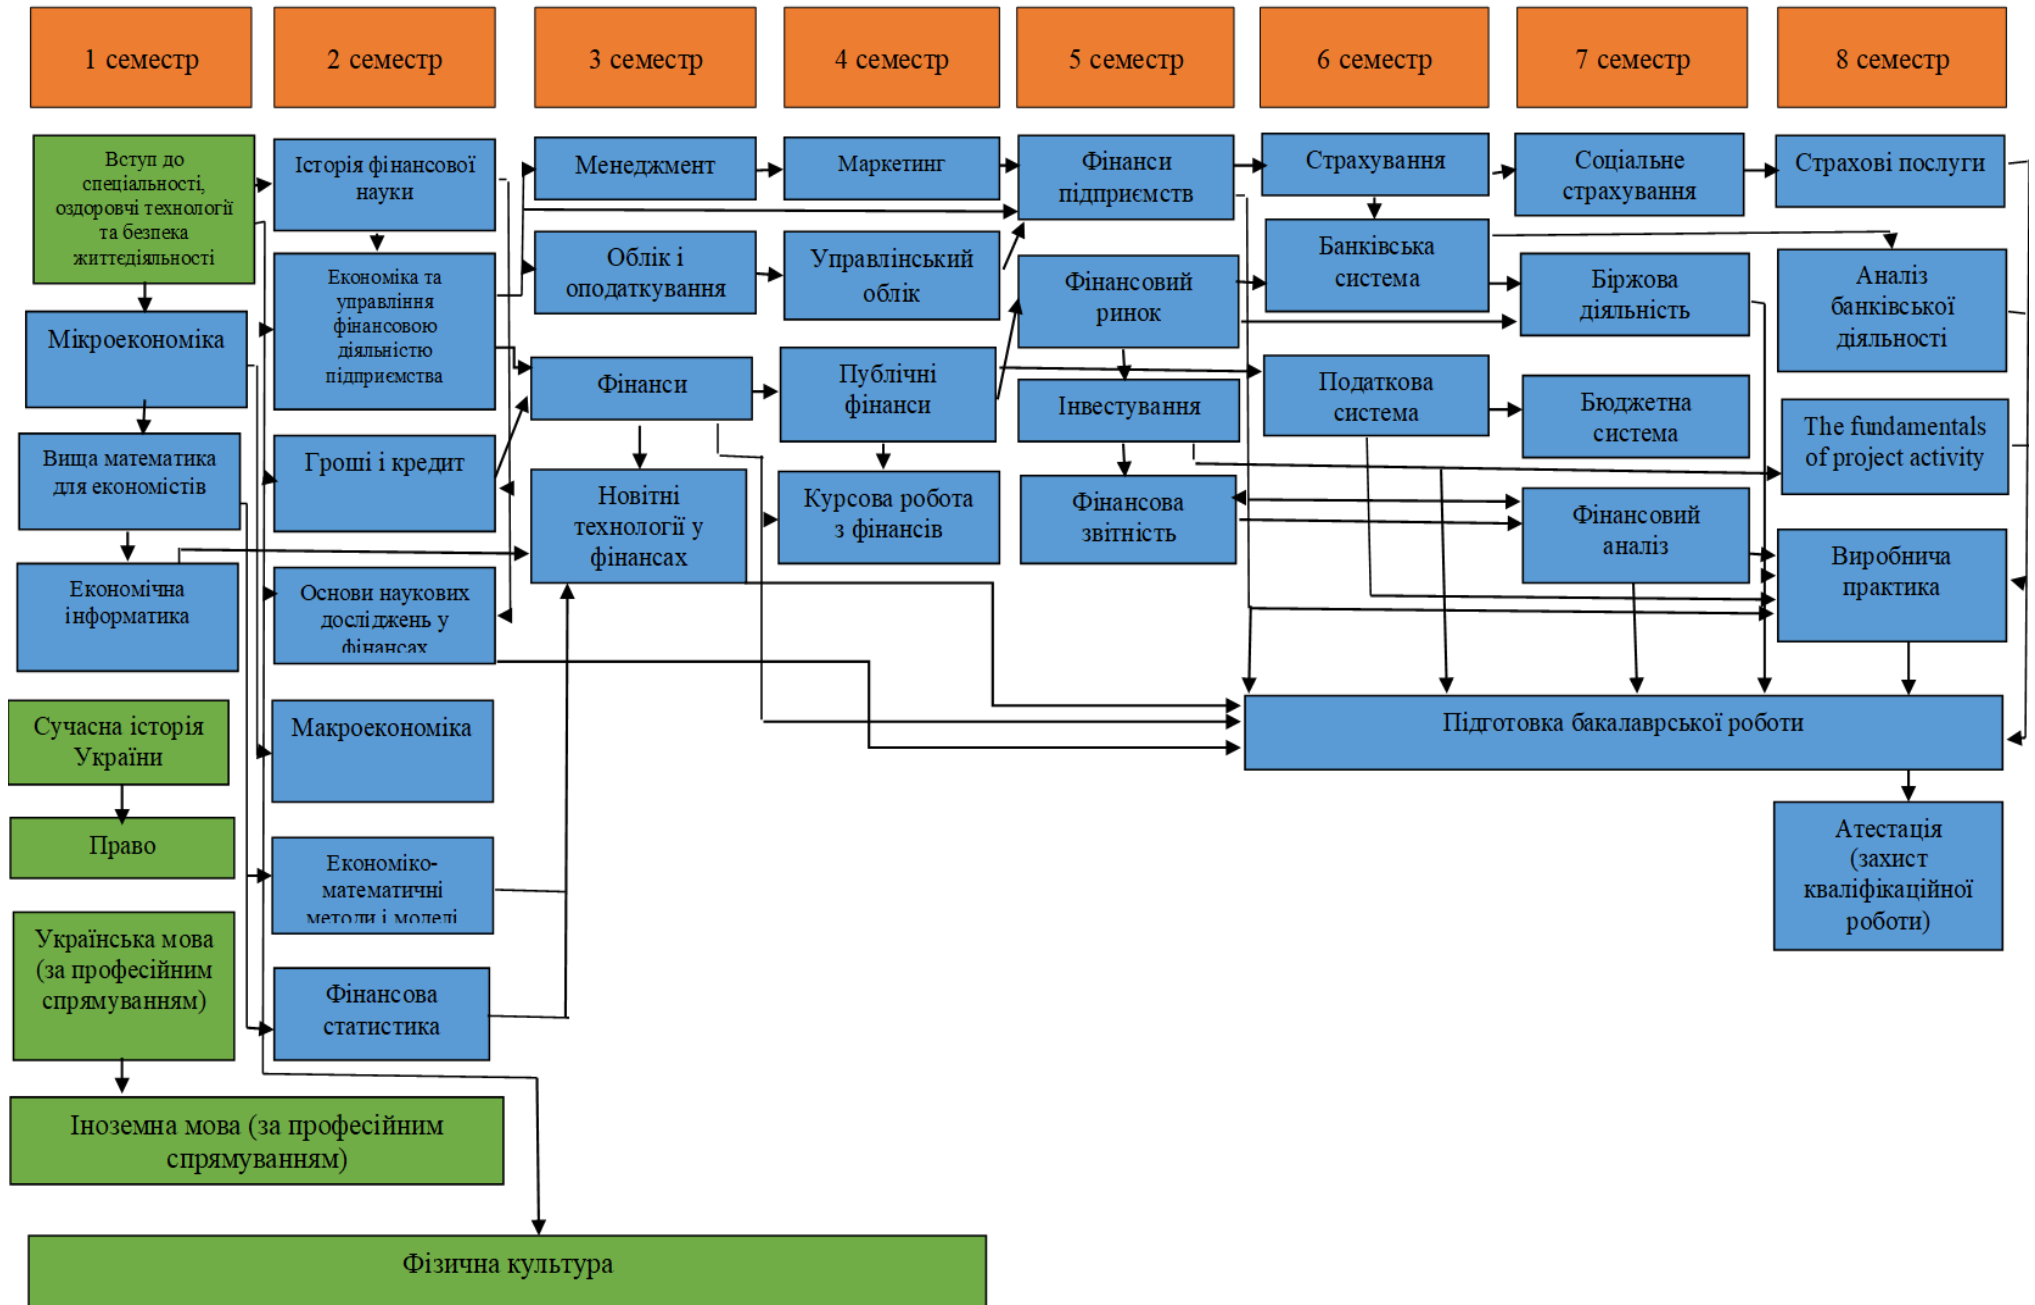 1 семестр
2 семестр
3 семестр
4 семестр
5 семестр
6 семестр
7 семестр
8 семестр
Вступ до
спеціальності,
оздоровчі технології
та безпека
життєдіяльності
Мікроекономіка
Вища математика
для економістів
Економічна
інформатика
Сучасна історія
України
Право
Українська мова
(за професійним
спрямуванням)
Іноземна мова (за професійним
спрямуванням)
Фізична культура
Історія фінансової
науки
Економіка та
управління
фінансовою
діяльністю
підприємства
Гроші і кредит
Основи наукових
досліджень у
фінансах
Макроекономіка
Економіко-
математичні
методи і моделі
Фінансова
статистика
Менеджмент
Облік і
оподаткування
Фінанси
Новітні
технології у
фінансах
Маркетинг
Управлінський
облік
Публічні
фінанси
Курсова робота
з фінансів
Фінанси
підприємств
Фінансовий
ринок
Інвестування
Фінансова
звітність
Страхування
Банківська
система
Податкова
система
Соціальне
страхування
Біржова
діяльність
Бюджетна
система
Фінансовий
аналіз
Страхові послуги
Аналіз
банківської
діяльності
The fundamentals
of project activity
Виробнича
практика
Підготовка бакалаврської роботи
Атестація
(захист
кваліфікаційної
роботи)